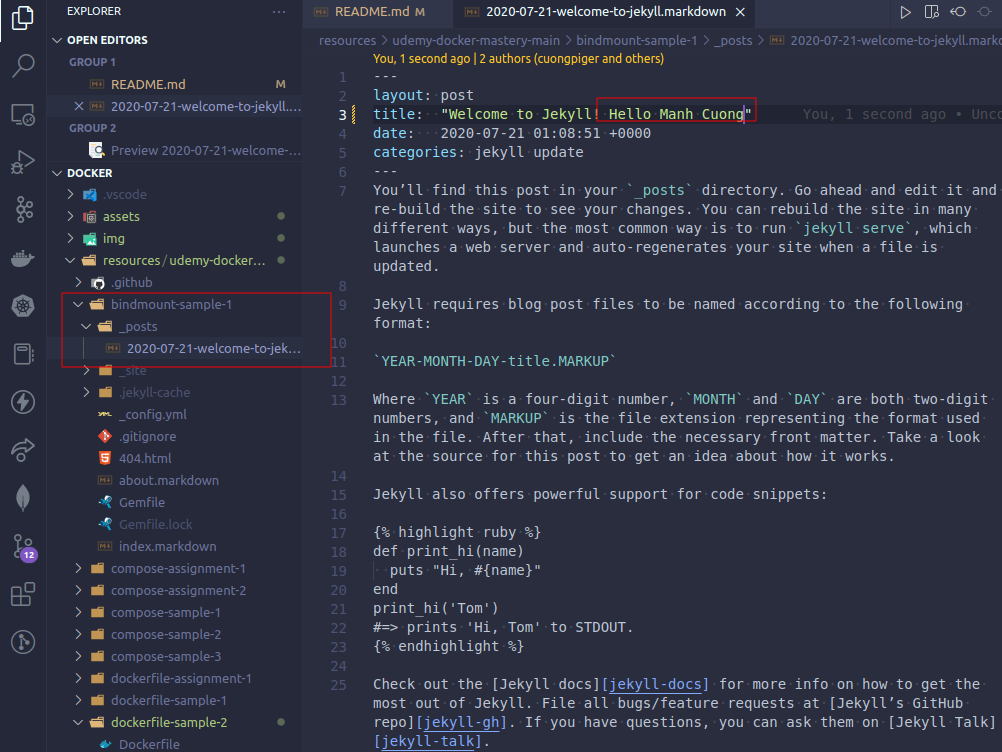 EXPLORER
OPEN EDITORS
GROUP 1
README.md M
2020-07-21-welcome-to-jekyll....
GROUP 2
Preview 2020-07-21-welcome-...
DOCKER
.vscode
assets
img
resources / udemy-docker...
.github
bindmount-sample-1
_posts
2020-07-21-welcome-to-jek...
_site
.jekyll-cache
_config.yml
.gitignore
404.html
about.markdown
Gemfile
Gemfile.lock
index.markdown
compose-assignment-1
compose-assignment-2
compose-sample-1
compose-sample-2
compose-sample-3
dockerfile-assignment-1
dockerfile-sample-1
dockerfile-sample-2
Dockerfile
12
README.md M
2020-07-21-welcome-to-jekyll.markdown
resources > udemy-docker-mastery-main > bindmount-sample-1 > _posts > 2020-07-21-welcome-to-jekyll.markdo
You, 1 second ago | 2 authors (cuongpiger and others)
1 ---
2 layout: post
3 title: "Welcome to Jekyll! Hello Manh Cuong" You, 1 second ago • Unco
4 date: 2020-07-21 01:08:51 +0000
5 categories: jekyll update
6 ---
7 You’ll find this post in your `_posts` directory. Go ahead and edit it and
re-build the site to see your changes. You can rebuild the site in many
different ways, but the most common way is to run `jekyll serve`, which
launches a web server and auto-regenerates your site when a file is
updated.
8
9 Jekyll requires blog post files to be named according to the following
format:
10
11 `YEAR-MONTH-DAY-title.MARKUP`
12
13 Where `YEAR` is a four-digit number, `MONTH` and `DAY` are both two-digit
numbers, and `MARKUP` is the file extension representing the format used
in the file. After that, include the necessary front matter. Take a look
at the source for this post to get an idea about how it works.
14
15 Jekyll also offers powerful support for code snippets:
16
17 {% highlight ruby %}
18 def print_hi(name)
19 puts "Hi, #{name}"
20 end
21 print_hi('Tom')
22 #=> prints 'Hi, Tom' to STDOUT.
23 {% endhighlight %}
24
25 Check out the [Jekyll docs][jekyll-docs] for more info on how to get the
most out of Jekyll. File all bugs/feature requests at [Jekyll’s GitHub
repo][jekyll-gh]. If you have questions, you can ask them on [Jekyll Talk]
[jekyll-talk].